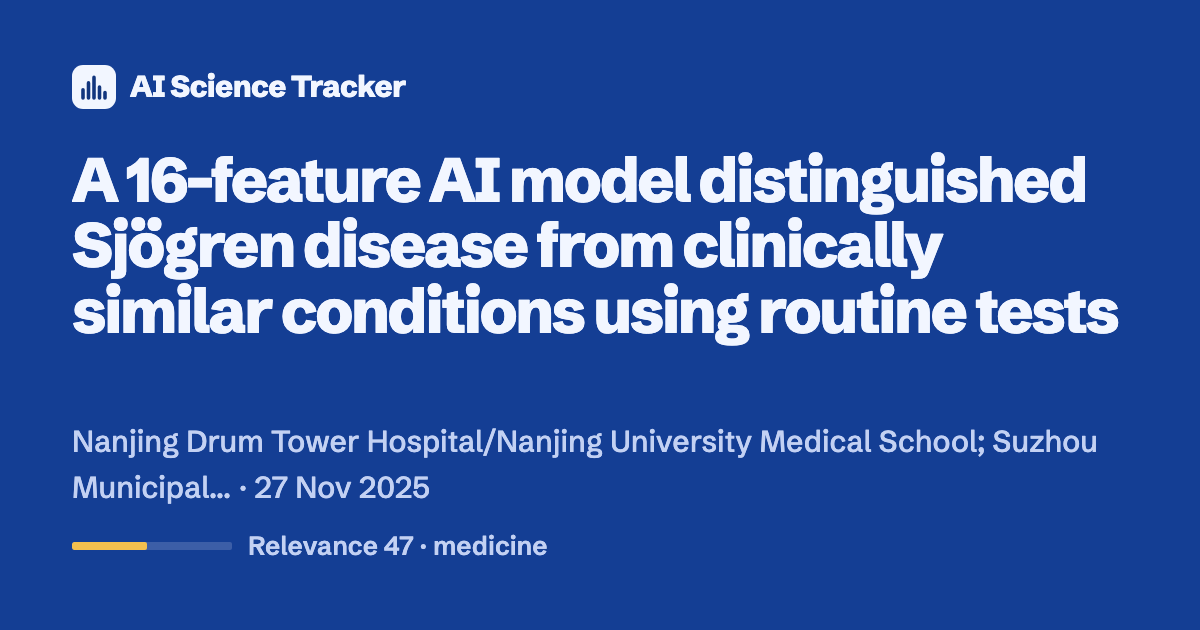 AI Science Tracker
A 16-feature AI model distinguished
Sjögren disease from clinically
similar conditions using routine tests
Nanjing Drum Tower Hospital/Nanjing University Medical School; Suzhou
Municipal... · 27 Nov 2025
Relevance 47 · medicine